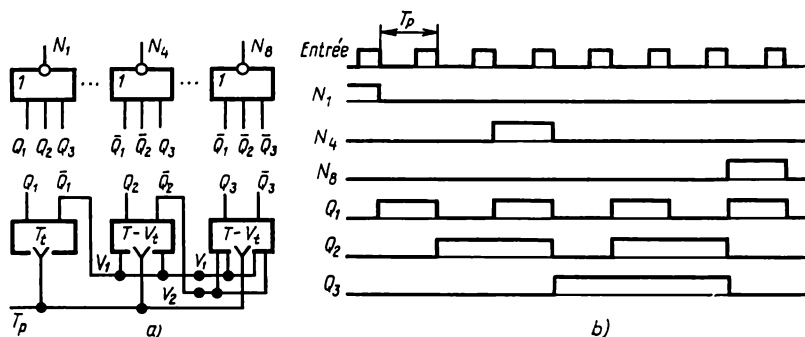 N₁ N₄ N₈
1 ... 1 ... 1
Q₁ Q₂ Q₃ Q̄₁ Q̄₂ Q₃ Q̄₁ Q̄₂ Q̄₃
Q₁ Q̄₁ Q₂ Q̄₂ Q₃ Q̄₃
Tₜ T-Vₜ T-Vₜ
V₁ V₁
V₂
Tₚ
a)
Tₚ
Entrée
N₁
N₄
N₈
Q₁
Q₂
Q₃
b)